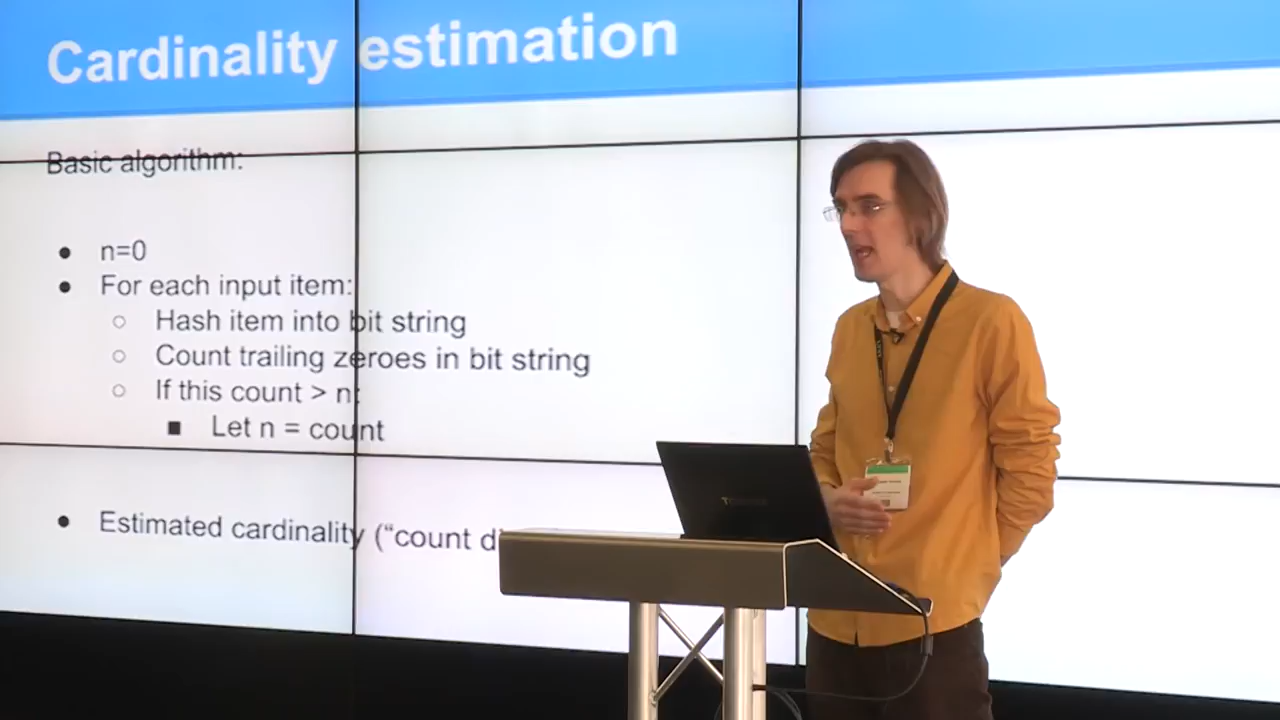 Cardinality estimation
Basic algorithm:
● n=0
● For each input item:
○ Hash item into bit string
○ Count trailing zeroes in bit string
○ If this count > n:
■ Let n = count
● Estimated cardinality (“count d